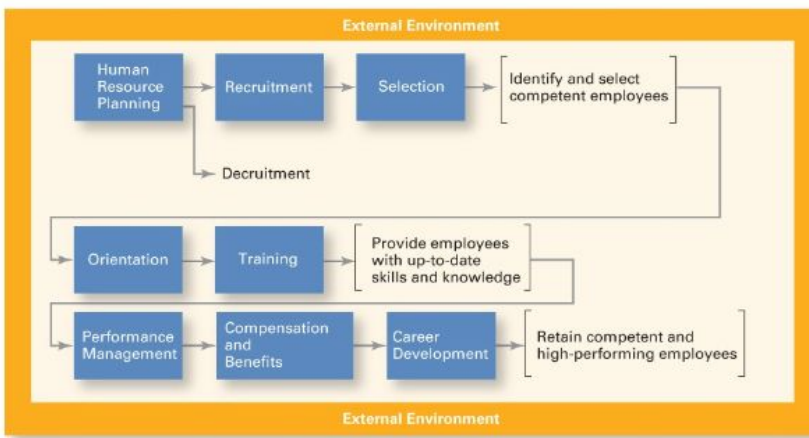 External Environment
Human
Resource
Planning
Recruitment
Selection
Identify and select
competent employees
Decruitment
Orientation
Training
Provide employees
with up-to-date
skills and knowledge
Performance
Management
Compensation
and
Benefits
Career
Development
Retain competent and
high-performing employees
External Environment